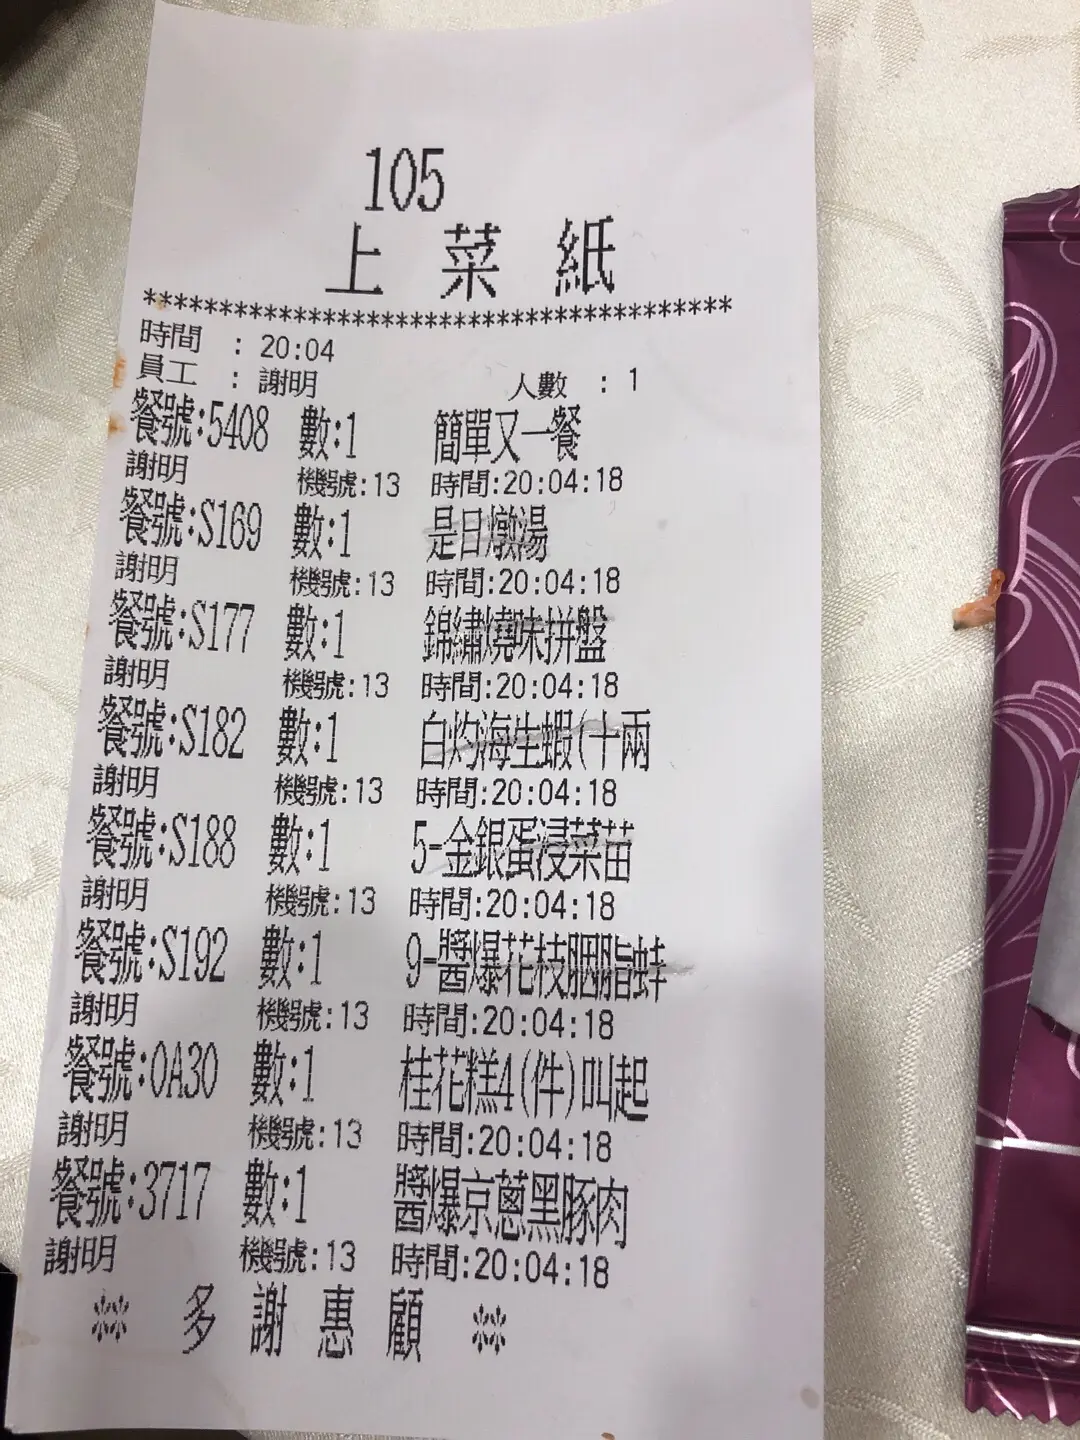 105
上菜紙
***************************************
時間 : 20:04
員工 : 謝明 人數 : 1
餐號:5408 數:1 簡單又一餐
謝明 機號:13 時間:20:04:18
餐號:S169 數:1 是日燉湯
謝明 機號:13 時間:20:04:18
餐號:S177 數:1 錦繡燒味拼盤
謝明 機號:13 時間:20:04:18
餐號:S182 數:1 白灼海生蝦(十兩
謝明 機號:13 時間:20:04:18
餐號:S188 數:1 5-金銀蛋浸菜苗
謝明 機號:13 時間:20:04:18
餐號:S192 數:1 9-醬爆花枝胭脂蚌
謝明 機號:13 時間:20:04:18
餐號:0A30 數:1 桂花糕4(件)叫起
謝明 機號:13 時間:20:04:18
餐號:3717 數:1 醬爆京蔥黑豚肉
謝明 機號:13 時間:20:04:18
** 多謝惠顧 **